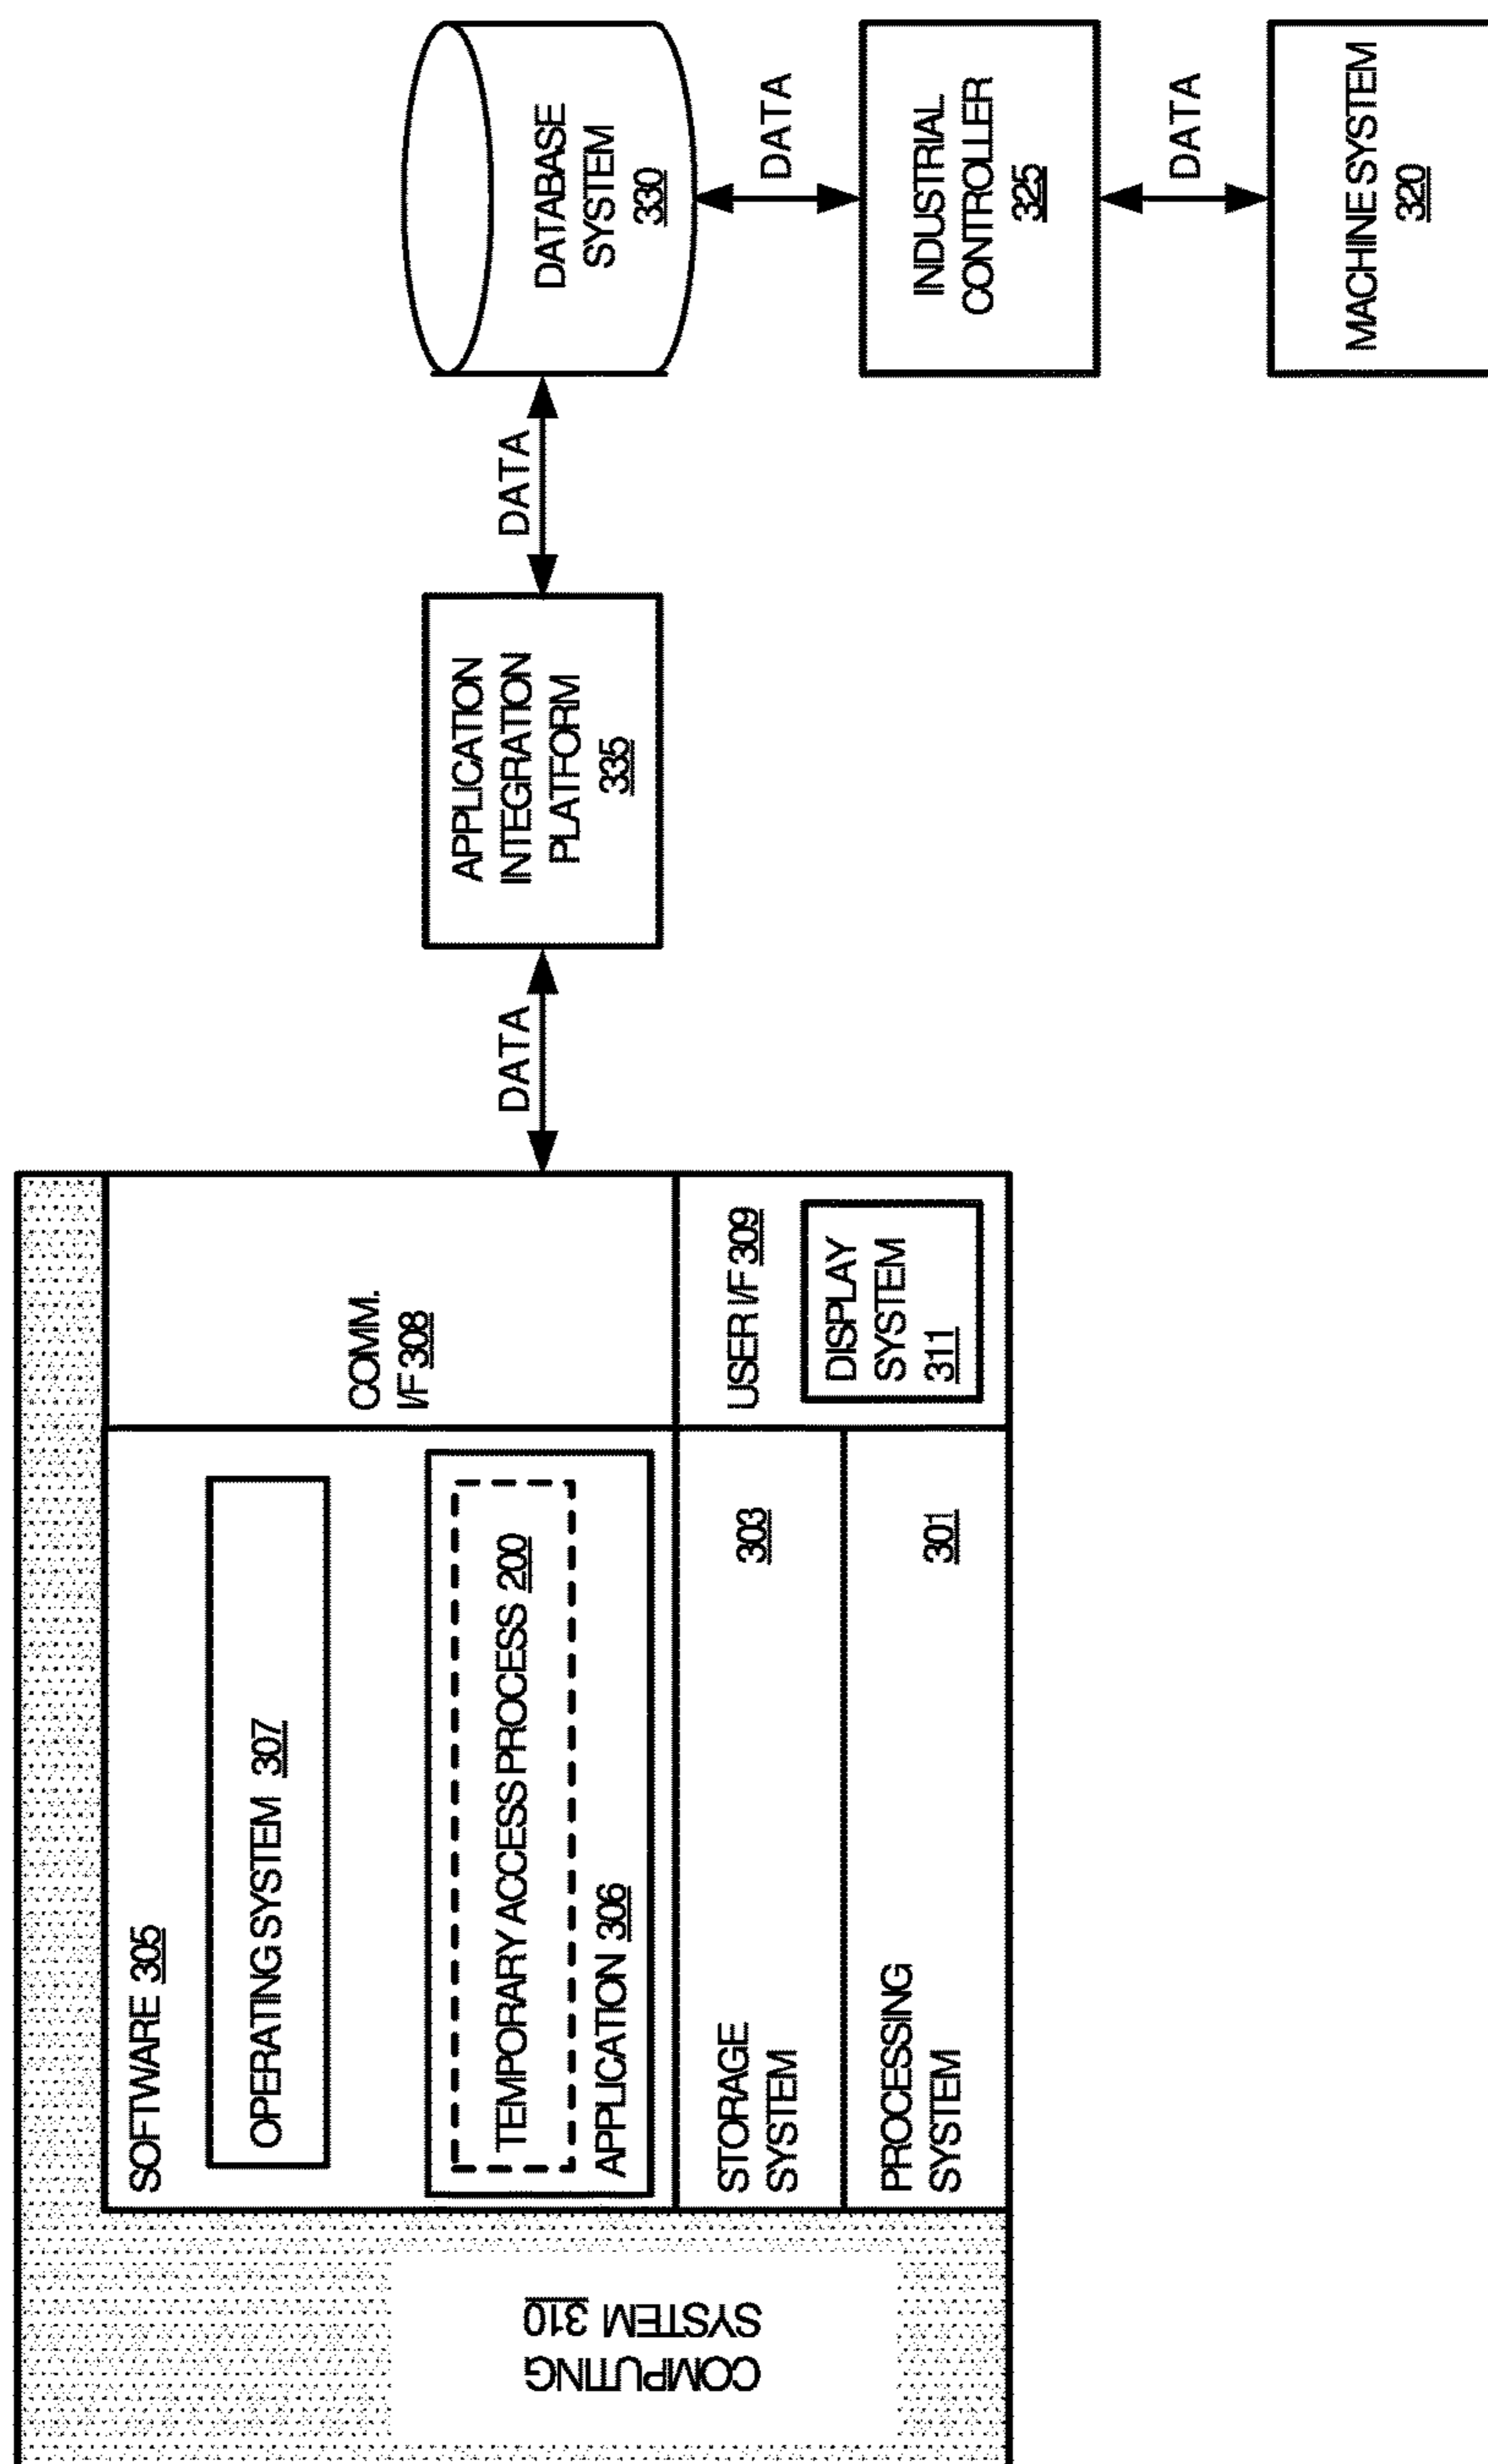 COMPUTING
SYSTEM 310
SOFTWARE 305
OPERATING SYSTEM 307
TEMPORARY ACCESS PROCESS 200
APPLICATION 306
STORAGE
SYSTEM
303
PROCESSING
SYSTEM
301
COMM.
I/F 308
USER I/F 309
DISPLAY
SYSTEM
311
DATA
APPLICATION
INTEGRATION
PLATFORM
335
DATA
DATABASE
SYSTEM
330
DATA
INDUSTRIAL
CONTROLLER
325
DATA
MACHINE SYSTEM
320